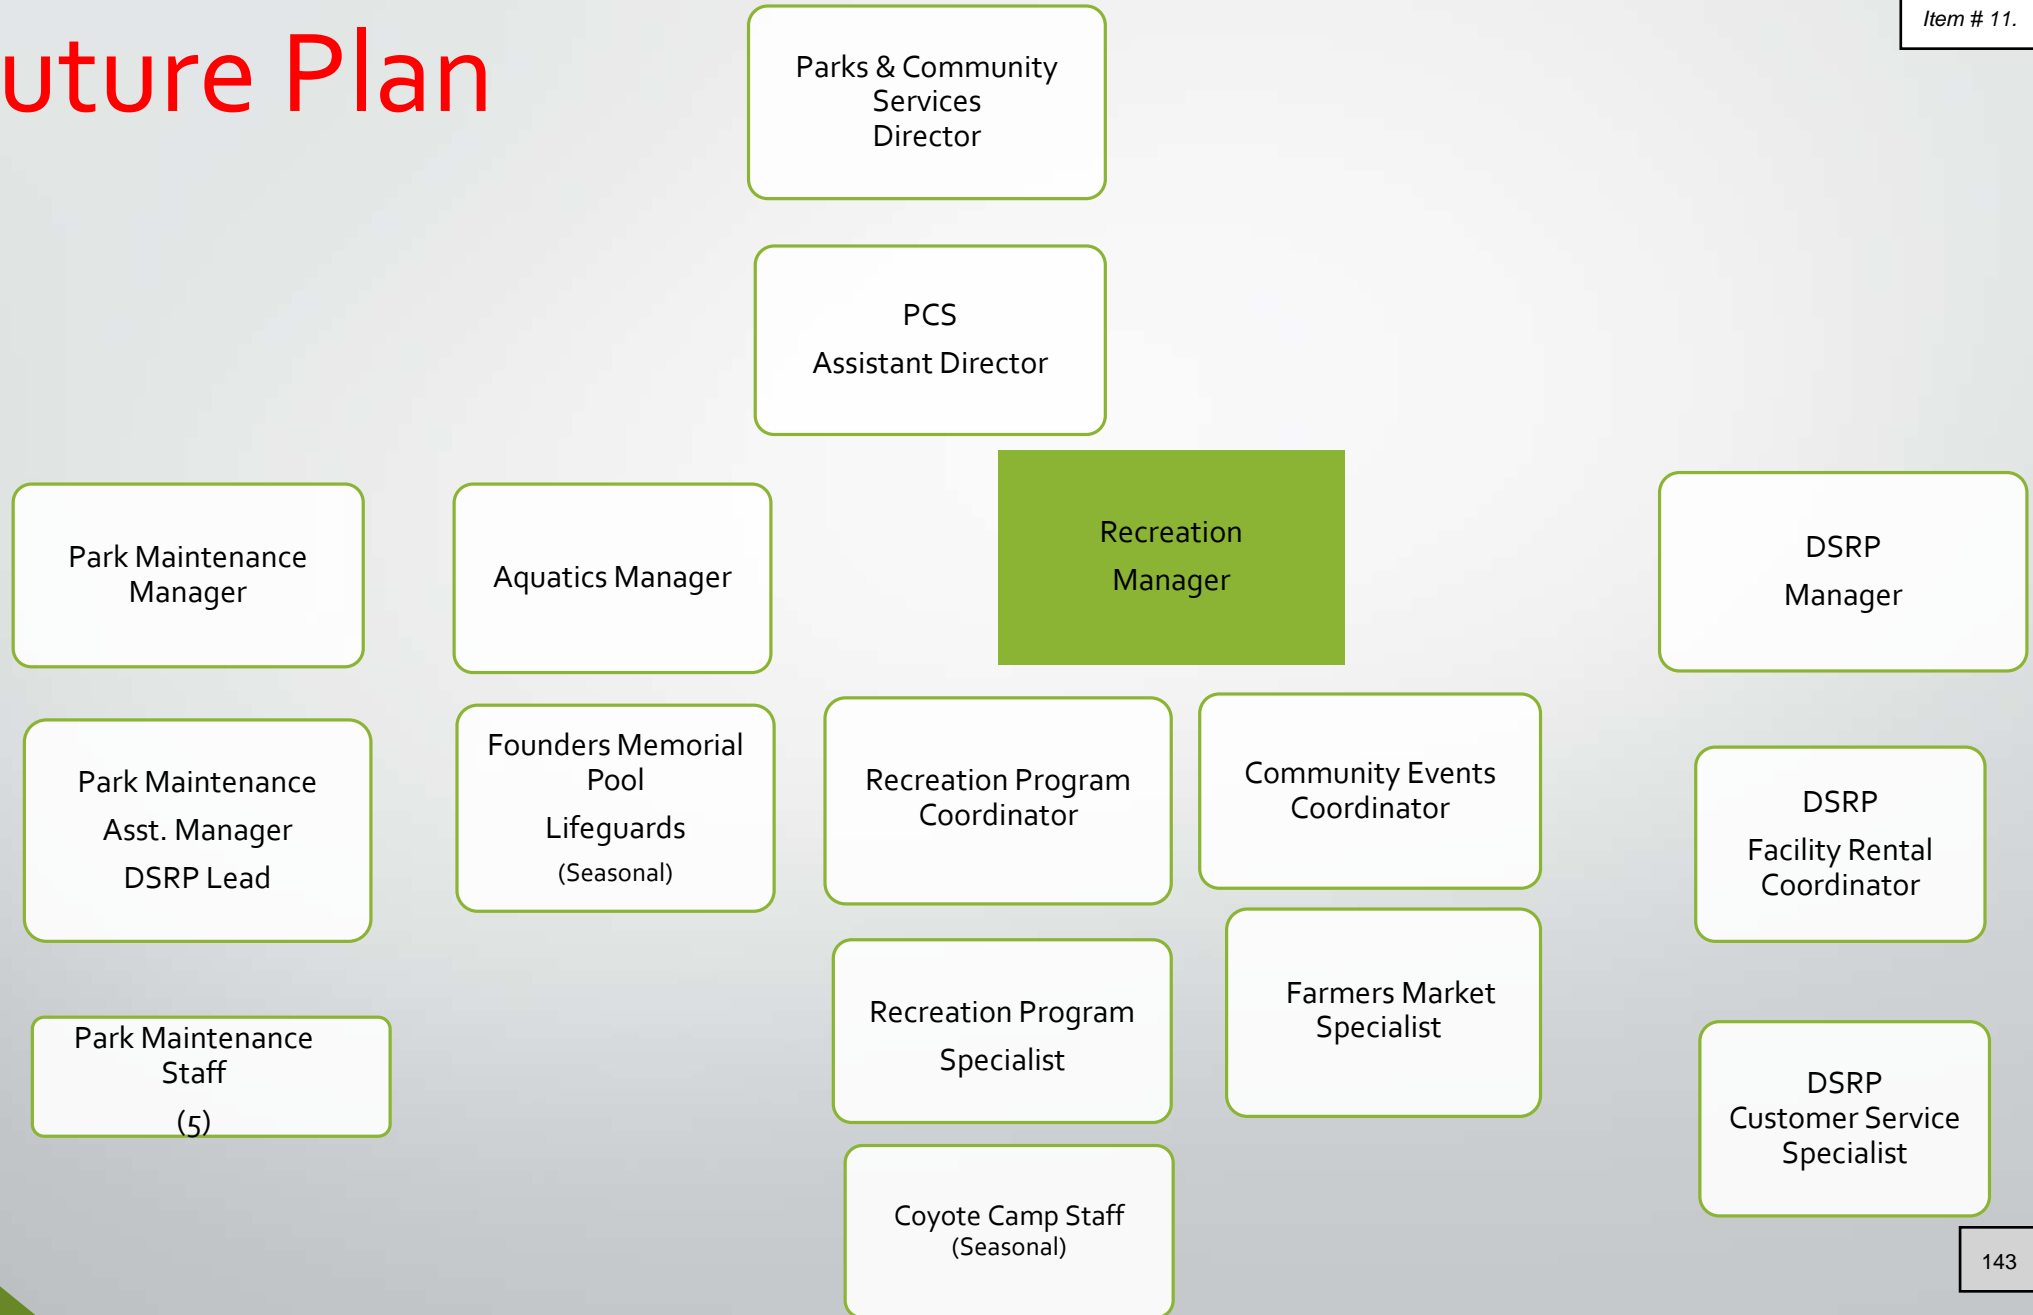 Item # 11.
uture Plan
Parks & Community
Services
Director
PCS
Assistant Director
Park Maintenance
Manager
Aquatics Manager
Recreation
Manager
DSRP
Manager
Park Maintenance
Asst. Manager
DSRP Lead
Founders Memorial
Pool
Lifeguards
(Seasonal)
Recreation Program
Coordinator
Community Events
Coordinator
DSRP
Facility Rental
Coordinator
Park Maintenance
Staff
(5)
Recreation Program
Specialist
Farmers Market
Specialist
DSRP
Customer Service
Specialist
Coyote Camp Staff
(Seasonal)
143